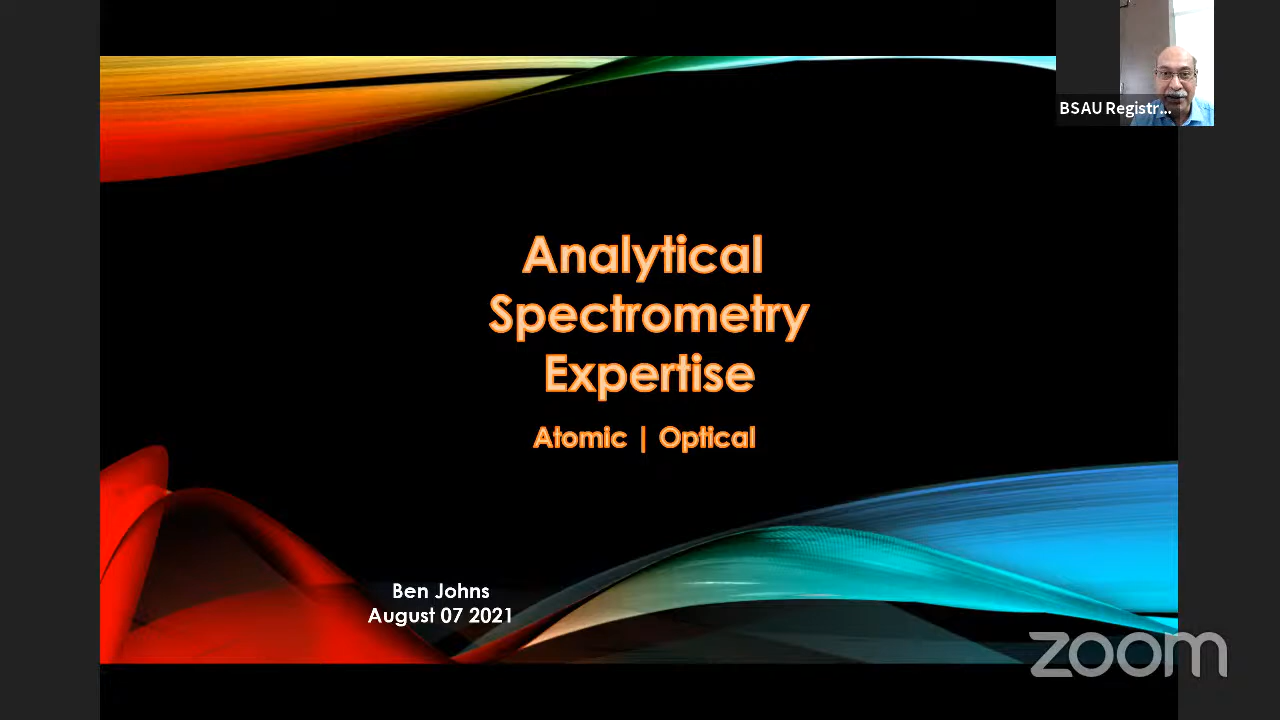 BSAU Registr...
Analytical
Spectrometry
Expertise
Atomic | Optical
Ben Johns
August 07 2021
zoom